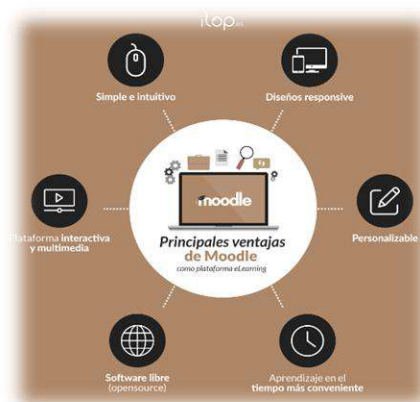 itop
Simple e intuitivo
Diseños responsive
moodle
Principales ventajas
de Moodle
como plataforma eLearning
Plataforma interactiva
y multimedia
Personalizable
Software libre
(opensource)
Aprendizaje en el
tiempo más conveniente